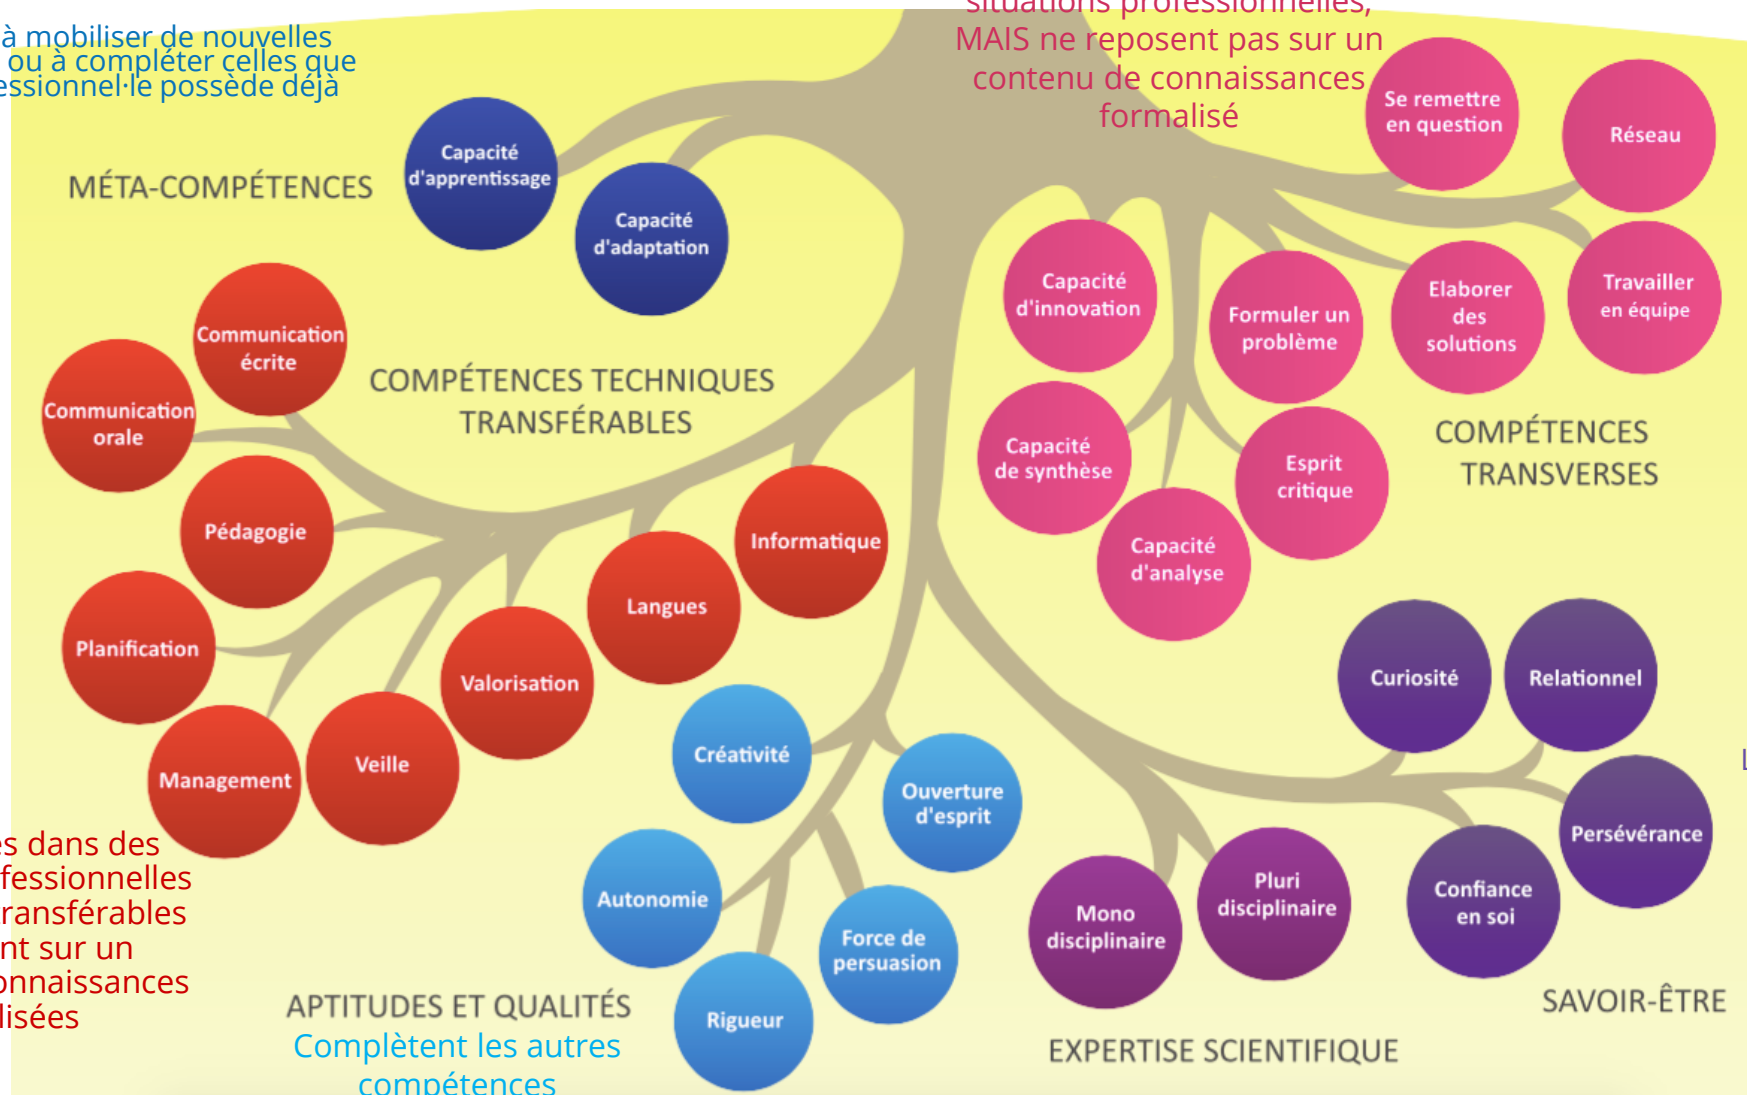 à mobiliser de nouvelles
ou à compléter celles que
essionnel·le possède déjà
situations professionnelles,
MAIS ne reposent pas sur un
contenu de connaissances
formalisé
MÉTA-COMPÉTENCES
Capacité
d'apprentissage
Capacité
d'adaptation
Communication
écrite
Communication
orale
COMPÉTENCES TECHNIQUES
TRANSFÉRABLES
Pédagogie
Planification
Management
Veille
Valorisation
Langues
Informatique
Se remettre
en question
Réseau
Travailler
en équipe
Elaborer
des
solutions
Formuler un
problème
Capacité
d'innovation
Capacité
de synthèse
Capacité
d'analyse
Esprit
critique
COMPÉTENCES
TRANSVERSES
Créativité
Ouverture
d'esprit
Autonomie
Force de
persuasion
Rigueur
APTITUDES ET QUALITÉS
Complètent les autres
compétences
Mono
disciplinaire
Pluri
disciplinaire
EXPERTISE SCIENTIFIQUE
Curiosité
Relationnel
Persévérance
Confiance
en soi
SAVOIR-ÊTRE
L
es dans des
fessionnelles
transférables
nt sur un
onnaissances
lisées